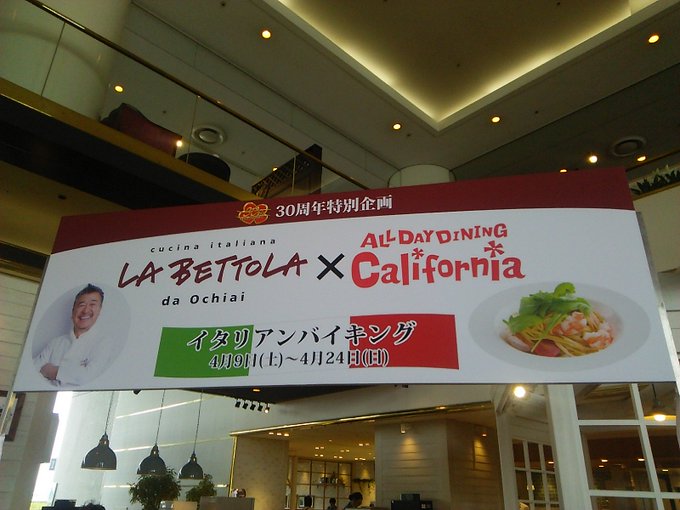 30周年特別企画
cucina italiana
LA BETTOLA
da Ochiai
×
ALL DAY DINING
California
イタリアンバイキング
4月9日(土)～4月24日(日)